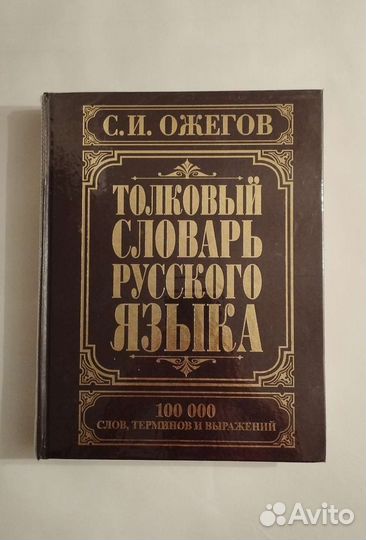 С.И. ОЖЕГОВ
ТОЛКОВЫЙ
СЛОВАРЬ
РУССКОГО
ЯЗЫКА
100 000
СЛОВ, ТЕРМИНОВ И ВЫРАЖЕНИЙ
Avito